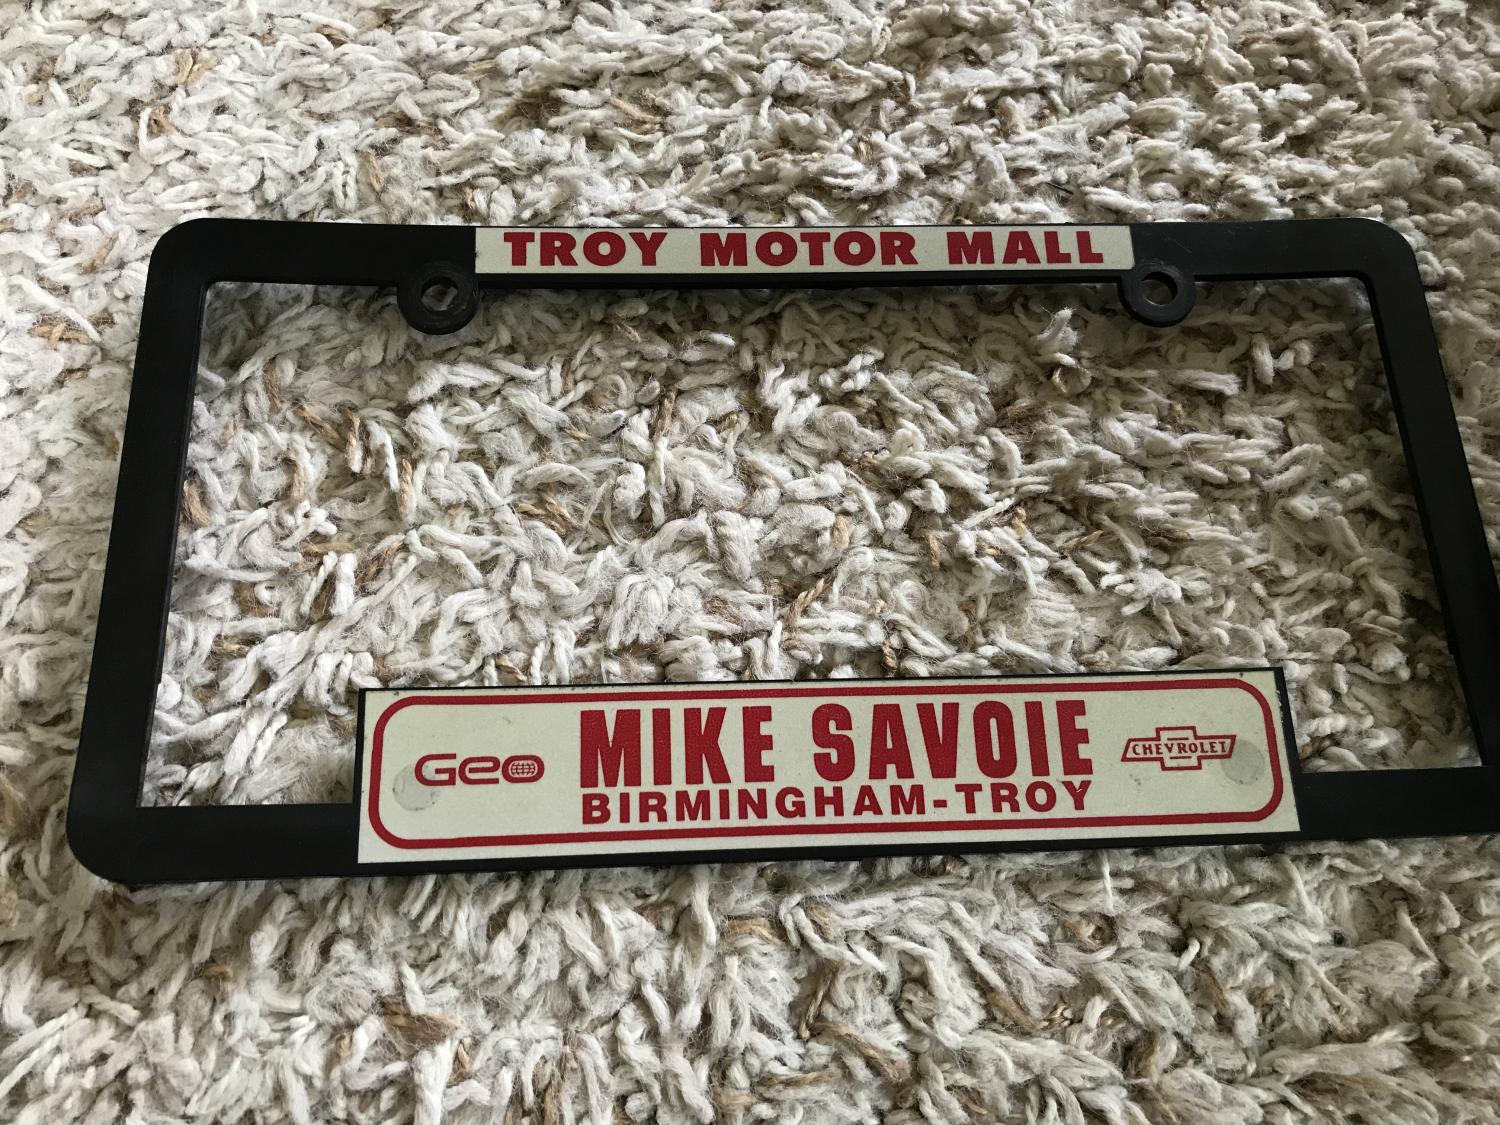 TROY MOTOR MALL
Geo
MIKE SAVOIE
CHEVROLET
BIRMINGHAM-TROY